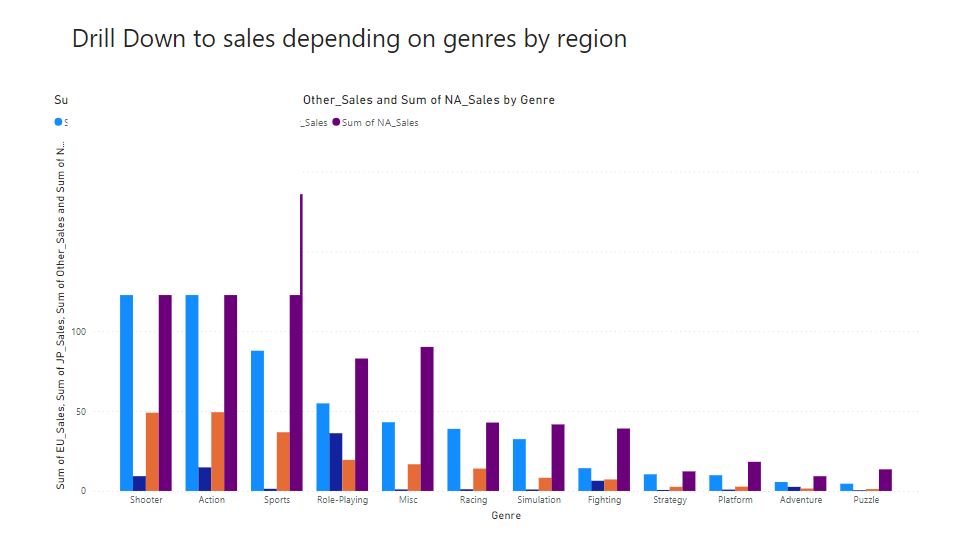 Drill Down to sales depending on genres by region
Su Other_Sales and Sum of NA_Sales by Genre
_Sales Sum of NA_Sales
Sum of EU_Sales, Sum of JP_Sales, Sum of Other_Sales and Sum of N...
100
50
0
Shooter Action Sports Role-Playing Misc Racing Simulation Fighting Strategy Platform Adventure Puzzle
Genre